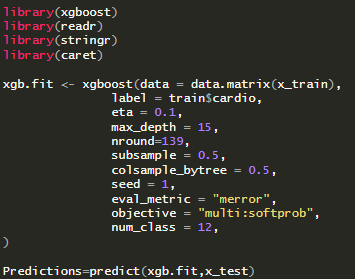 library(xgboost)
library(readr)
library(stringr)
library(caret)
xgb.fit <- xgboost(data = data.matrix(x_train),
label = train$cardio,
eta = 0.1,
max_depth = 15,
nround=139,
subsample = 0.5,
colsample_bytree = 0.5,
seed = 1,
eval_metric = "merror",
objective = "multi:softprob",
num_class = 12,
)
Predictions=predict(xgb.fit,x_test)